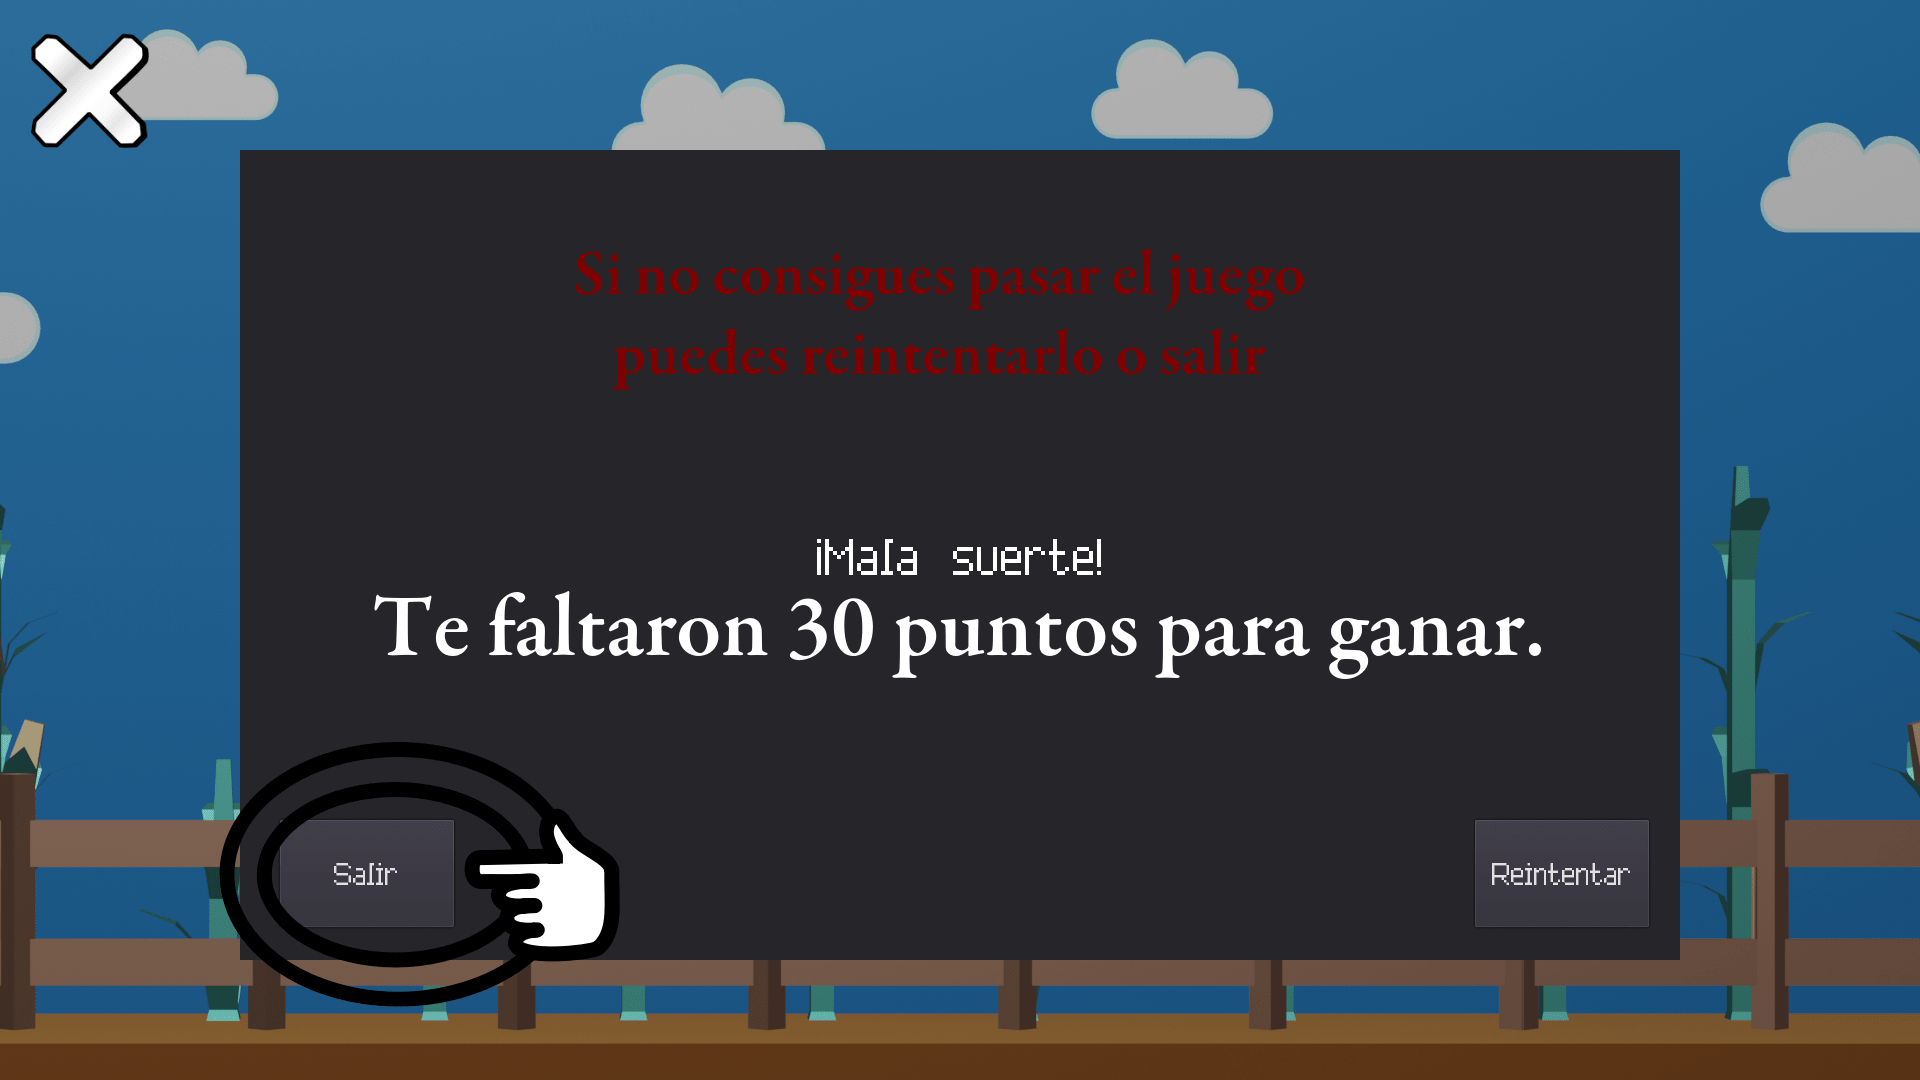 Si no consigues pasar el juego
puedes reintentarlo o salir
¡Mala suerte!
Te faltaron 30 puntos para ganar.
Salir
Reintentar